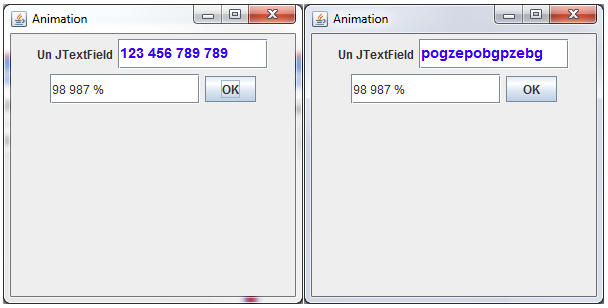 Animation
Un JTextField 123 456 789 789
98 987 % OK
Animation
Un JTextField pogzepobgpzebg
98 987 % OK